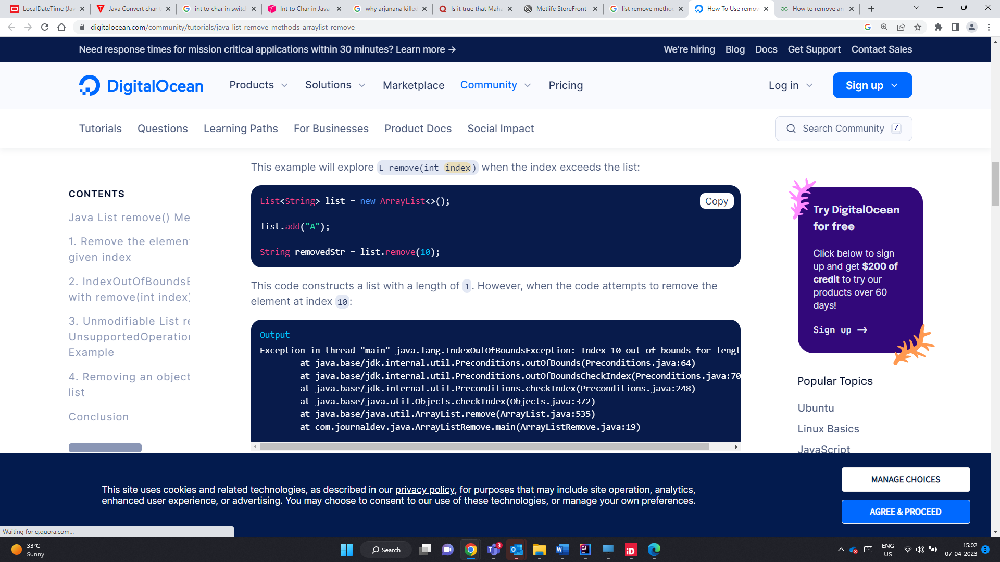 LocalDateTime (Jav
Java Convert char t
int to char in switc
Int to Char in Java
why arjunana killed
Is it true that Maha
Metlife StoreFront
list remove metho
How To Use remov
How to remove an
digitalocean.com/community/tutorials/java-list-remove-methods-arraylist-remove
Need response times for mission critical applications within 30 minutes? Learn more →
We're hiring Blog Docs Get Support Contact Sales
DigitalOcean Products Solutions Marketplace Community Pricing Log in Sign up
Tutorials Questions Learning Paths For Businesses Product Docs Social Impact Search Community /
This example will explore E remove(int index) when the index exceeds the list:
CONTENTS
Java List remove() Me
1. Remove the element
given index
2. IndexOutOfBoundsE
with remove(int index)
3. Unmodifiable List re
UnsupportedOperation
Example
4. Removing an object
list
Conclusion
List<String> list = new ArrayList<>();
Copy
list.add("A");
String removedStr = list.remove(10);
This code constructs a list with a length of 1. However, when the code attempts to remove the
element at index 10:
Output
Exception in thread "main" java.lang.IndexOutOfBoundsException: Index 10 out of bounds for lengt
at java.base/jdk.internal.util.Preconditions.outOfBounds(Preconditions.java:64)
at java.base/jdk.internal.util.Preconditions.outOfBoundsCheckIndex(Preconditions.java:70
at java.base/jdk.internal.util.Preconditions.checkIndex(Preconditions.java:248)
at java.base/java.util.Objects.checkIndex(Objects.java:372)
at java.base/java.util.ArrayList.remove(ArrayList.java:535)
at com.journaldev.java.ArrayListRemove.main(ArrayListRemove.java:19)
Try DigitalOcean
for free
Click below to sign
up and get $200 of
credit to try our
products over 60
days!
Sign up →
Popular Topics
Ubuntu
Linux Basics
JavaScript
This site uses cookies and related technologies, as described in our privacy policy, for purposes that may include site operation, analytics,
enhanced user experience, or advertising. You may choose to consent to our use of these technologies, or manage your own preferences.
MANAGE CHOICES
AGREE & PROCEED
Waiting for q.quora.com...
33°C
Sunny
Search
3
ENG
US
15:02
07-04-2023
3